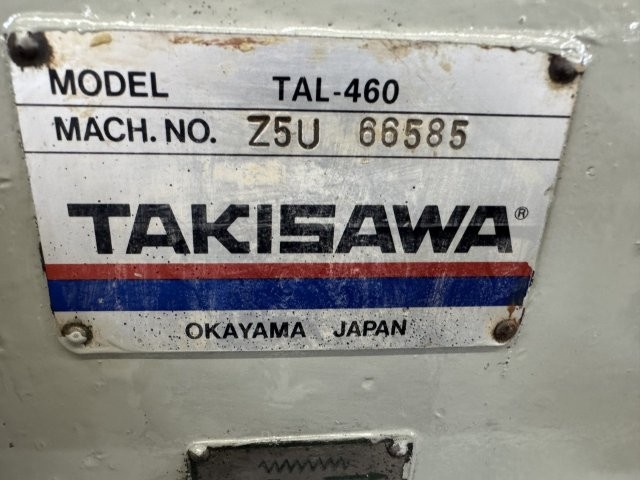 MODEL TAL-460
MACH. NO. Z5U 66585
TAKISAWA®
OKAYAMA JAPAN